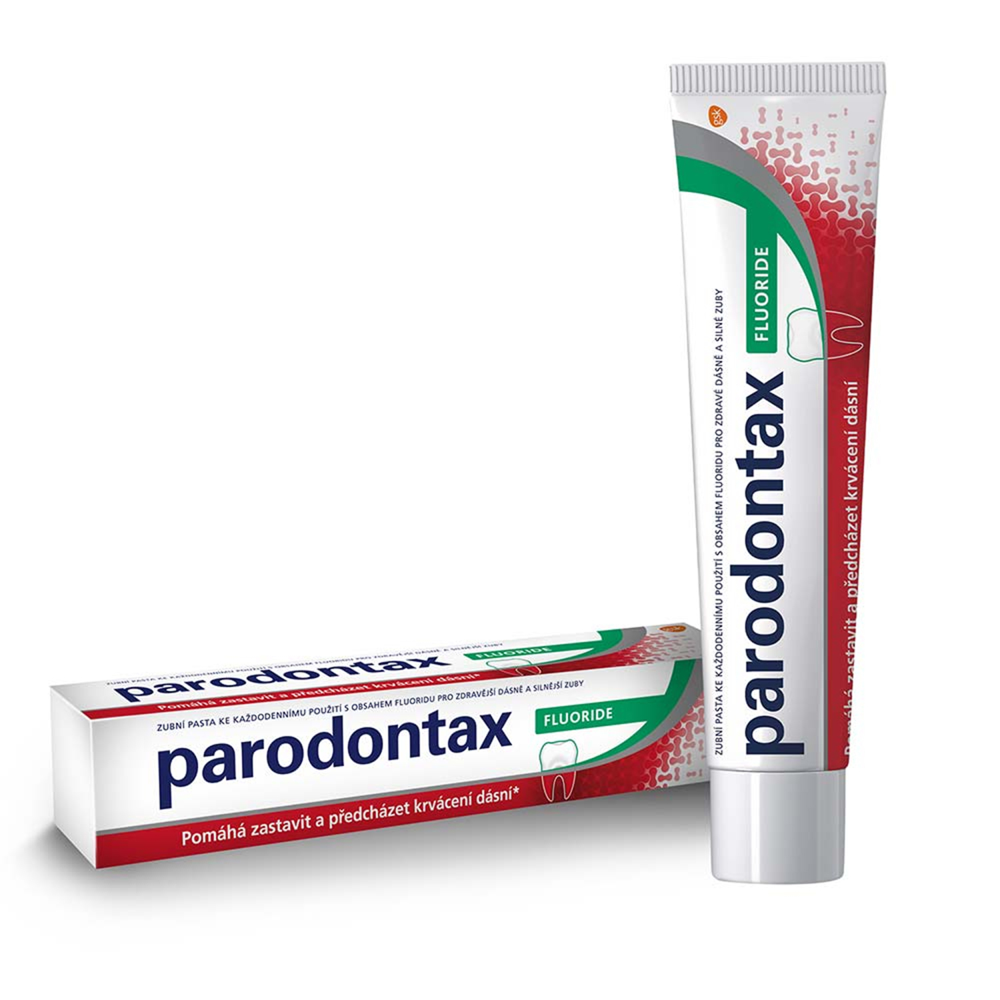 gsk
FLUORIDE
ZUBNÍ PASTA KE KAŽDODENNÍMU POUŽITÍ S OBSAHEM FLUORIDU PRO ZDRAVÉ DÁSNĚ A SILNÉ ZUBY
parodontax
Pomáhá zastavit a předcházet krvácení dásní
gsk
ZUBNÍ PASTA KE KAŽDODENNÍMU POUŽITÍ S OBSAHEM FLUORIDU PRO ZDRAVĚJŠÍ DÁSNĚ A SILNĚJŠÍ ZUBY
parodontax
FLUORIDE
Pomáhá zastavit a předcházet krvácení dásní*
ZUBNÍ PASTA KE KAŽDODENNÍMU POUŽITÍ S OBSAHEM FLUORIDU PRO ZDRAVĚJŠÍ DÁSNĚ A SILNĚJŠÍ ZUBY
parodontax
FLUORIDE
Pomáhá zastavit a předcházet krvácení dásní*